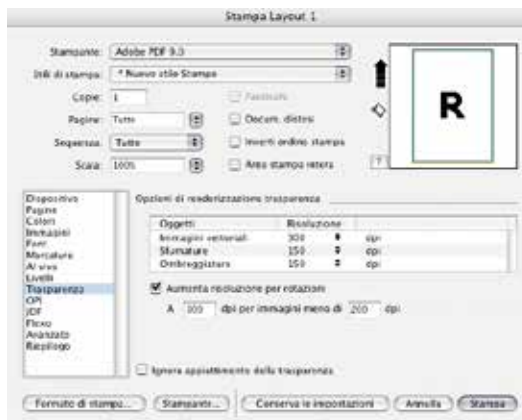 Stampa Layout 1
Stampante: Adobe PDF 9.0
Stili di stampa: * Nuovo stile Stampa
Copie: 1 Fascicola
Pagine: Tutte Docum. distesi
Sequenza: Tutte Inverti ordine stampa
Scala: 100% Area stampa intera
R
?
Dispositivo
Pagine
Colori
Immagini
Font
Marcature
Al vivo
Livelli
Trasparenza
OPI
JDF
Flexo
Avanzato
Riepilogo
Opzioni di renderizzazione trasparenza
Oggetti Risoluzione
Immagini vettoriali 300 dpi
Sfumature 150 dpi
Ombreggiature 150 dpi
Aumenta risoluzione per rotazioni
A 300 dpi per immagini meno di 200 dpi
Ignora appiattimento della trasparenza
Formato di stampa... Stampante... Conserva le impostazioni Annulla Stampa